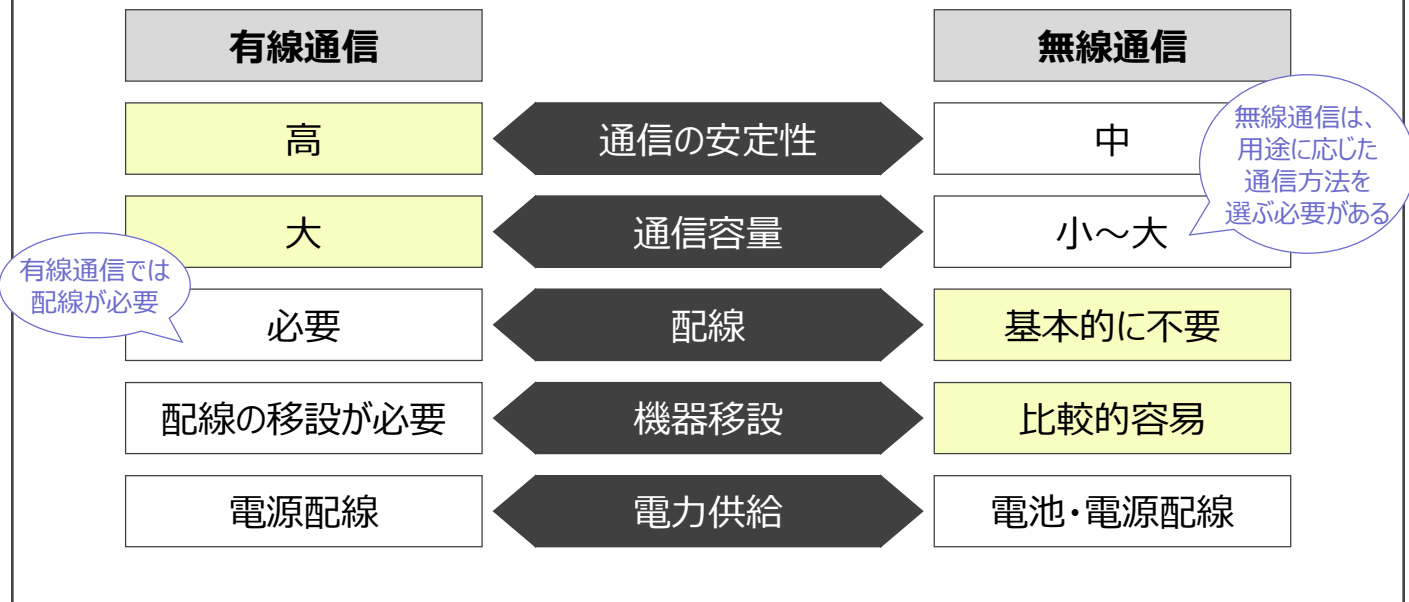 有線通信
無線通信
高
通信の安定性
中
無線通信は、
用途に応じた
通信方法を
選ぶ必要がある
大
通信容量
小～大
有線通信では
配線が必要
必要
配線
基本的に不要
配線の移設が必要
機器移設
比較的容易
電源配線
電力供給
電池・電源配線